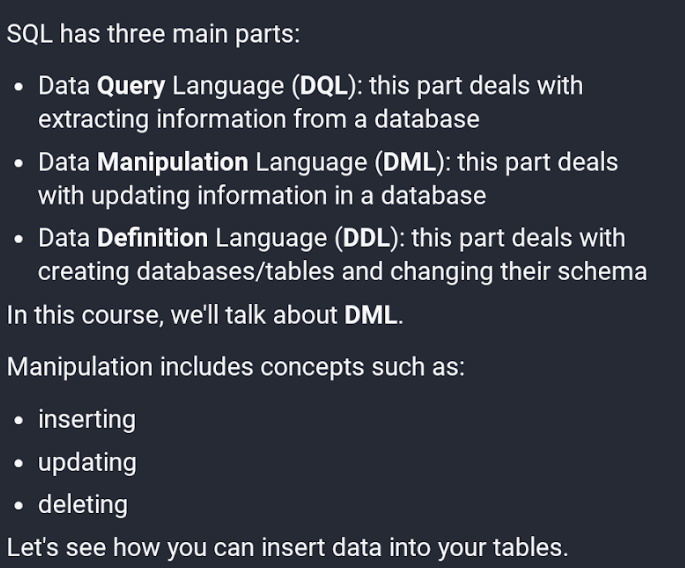 SQL has three main parts:
• Data Query Language (DQL): this part deals with
extracting information from a database
• Data Manipulation Language (DML): this part deals
with updating information in a database
• Data Definition Language (DDL): this part deals with
creating databases/tables and changing their schema
In this course, we'll talk about DML.
Manipulation includes concepts such as:
• inserting
• updating
• deleting
Let's see how you can insert data into your tables.